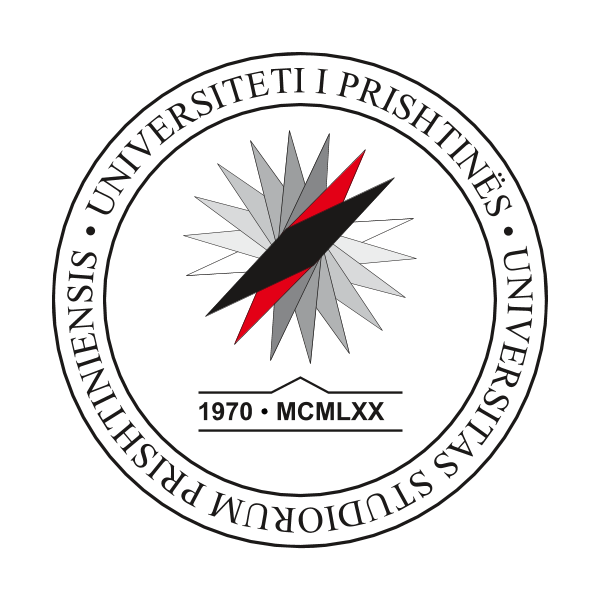 UNIVERSITETI I PRISHTINËS • UNIVERSITAS STUDIORUM PRISHTINIENSIS •
1970 • MCMLXX